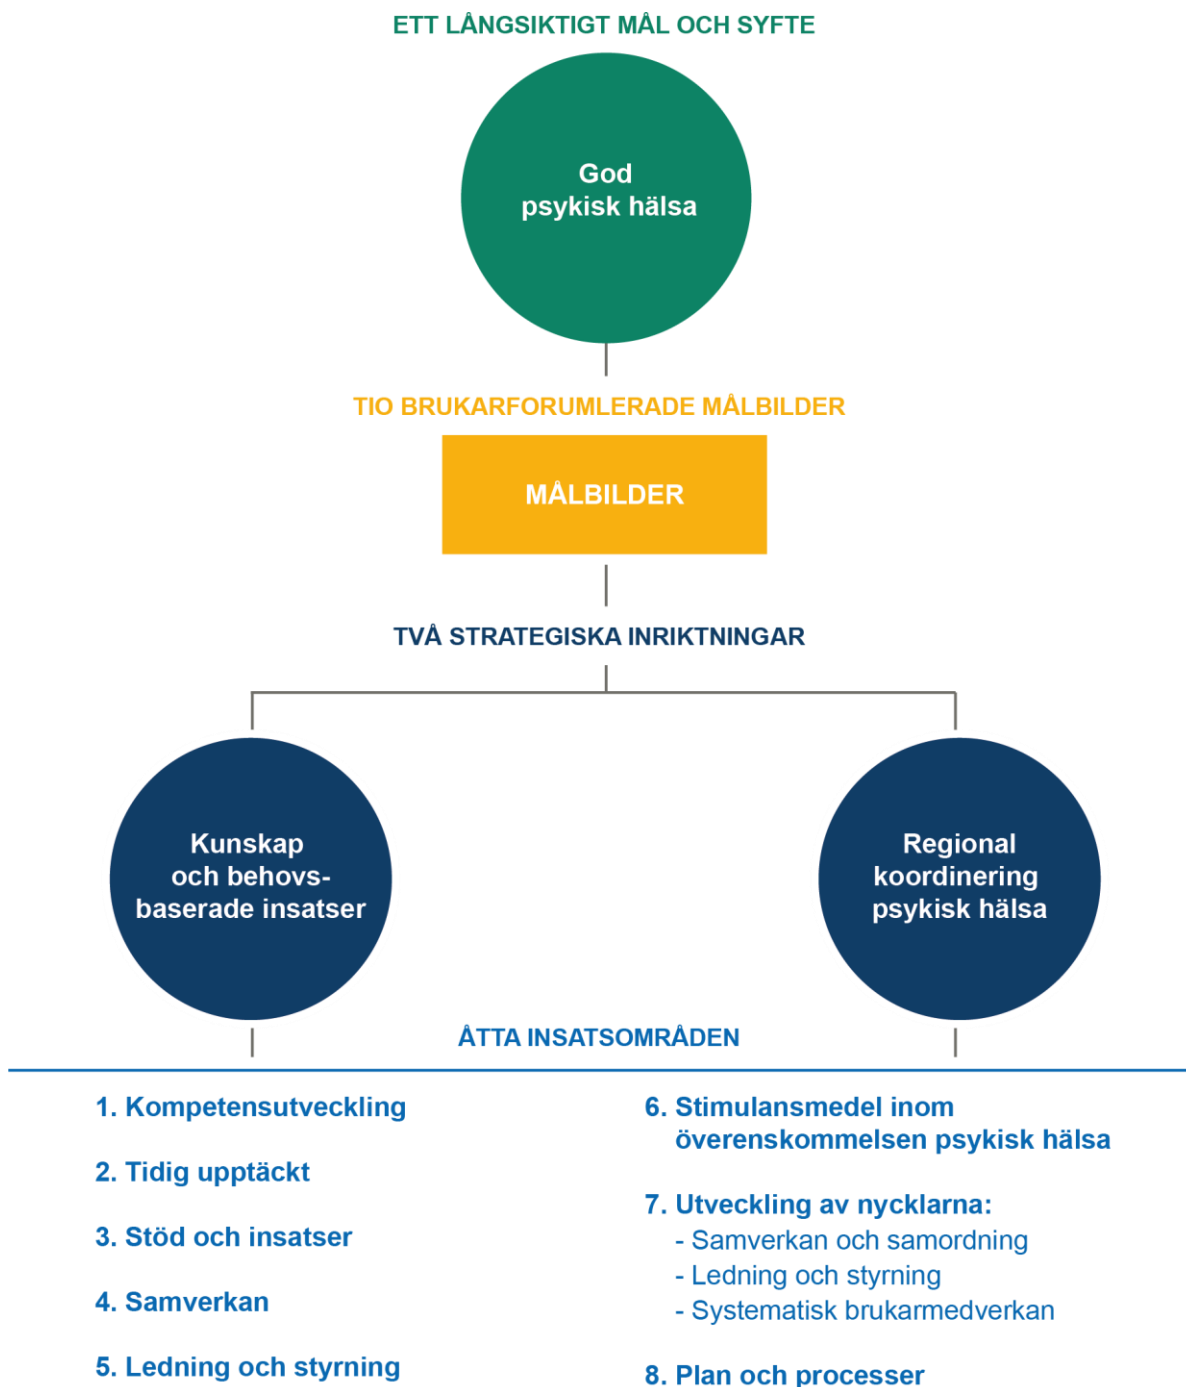 ETT LÅNGSIKTIGT MÅL OCH SYFTE
God
psykisk hälsa
TIO BRUKARFORUMLERADE MÅLBILDER
MÅLBILDER
TVÅ STRATEGISKA INRIKTNINGAR
Kunskap
och behovs-
baserade insatser
Regional
koordinering
psykisk hälsa
ÅTTA INSATSOMRÅDEN
1. Kompetensutveckling
2. Tidig upptäckt
3. Stöd och insatser
4. Samverkan
5. Ledning och styrning
6. Stimulansmedel inom
överenskommelsen psykisk hälsa
7. Utveckling av nycklarna:
- Samverkan och samordning
- Ledning och styrning
- Systematisk brukarmedverkan
8. Plan och processer